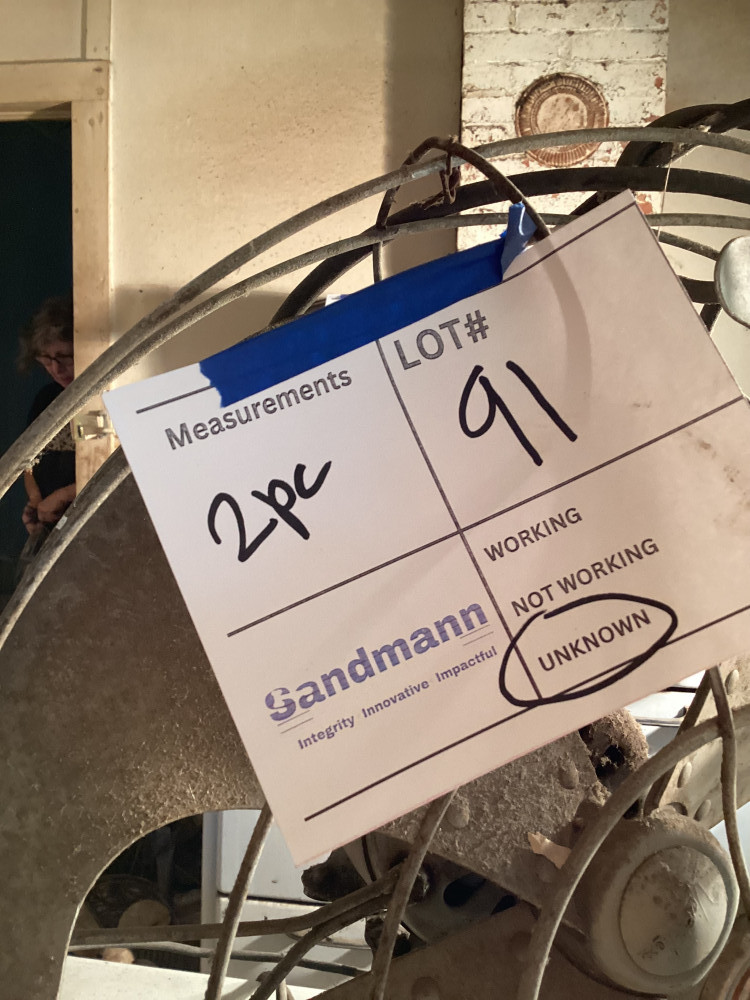 Measurements
2pc
LOT#
91
WORKING
NOT WORKING
UNKNOWN
Sandmann
Integrity Innovative Impactful